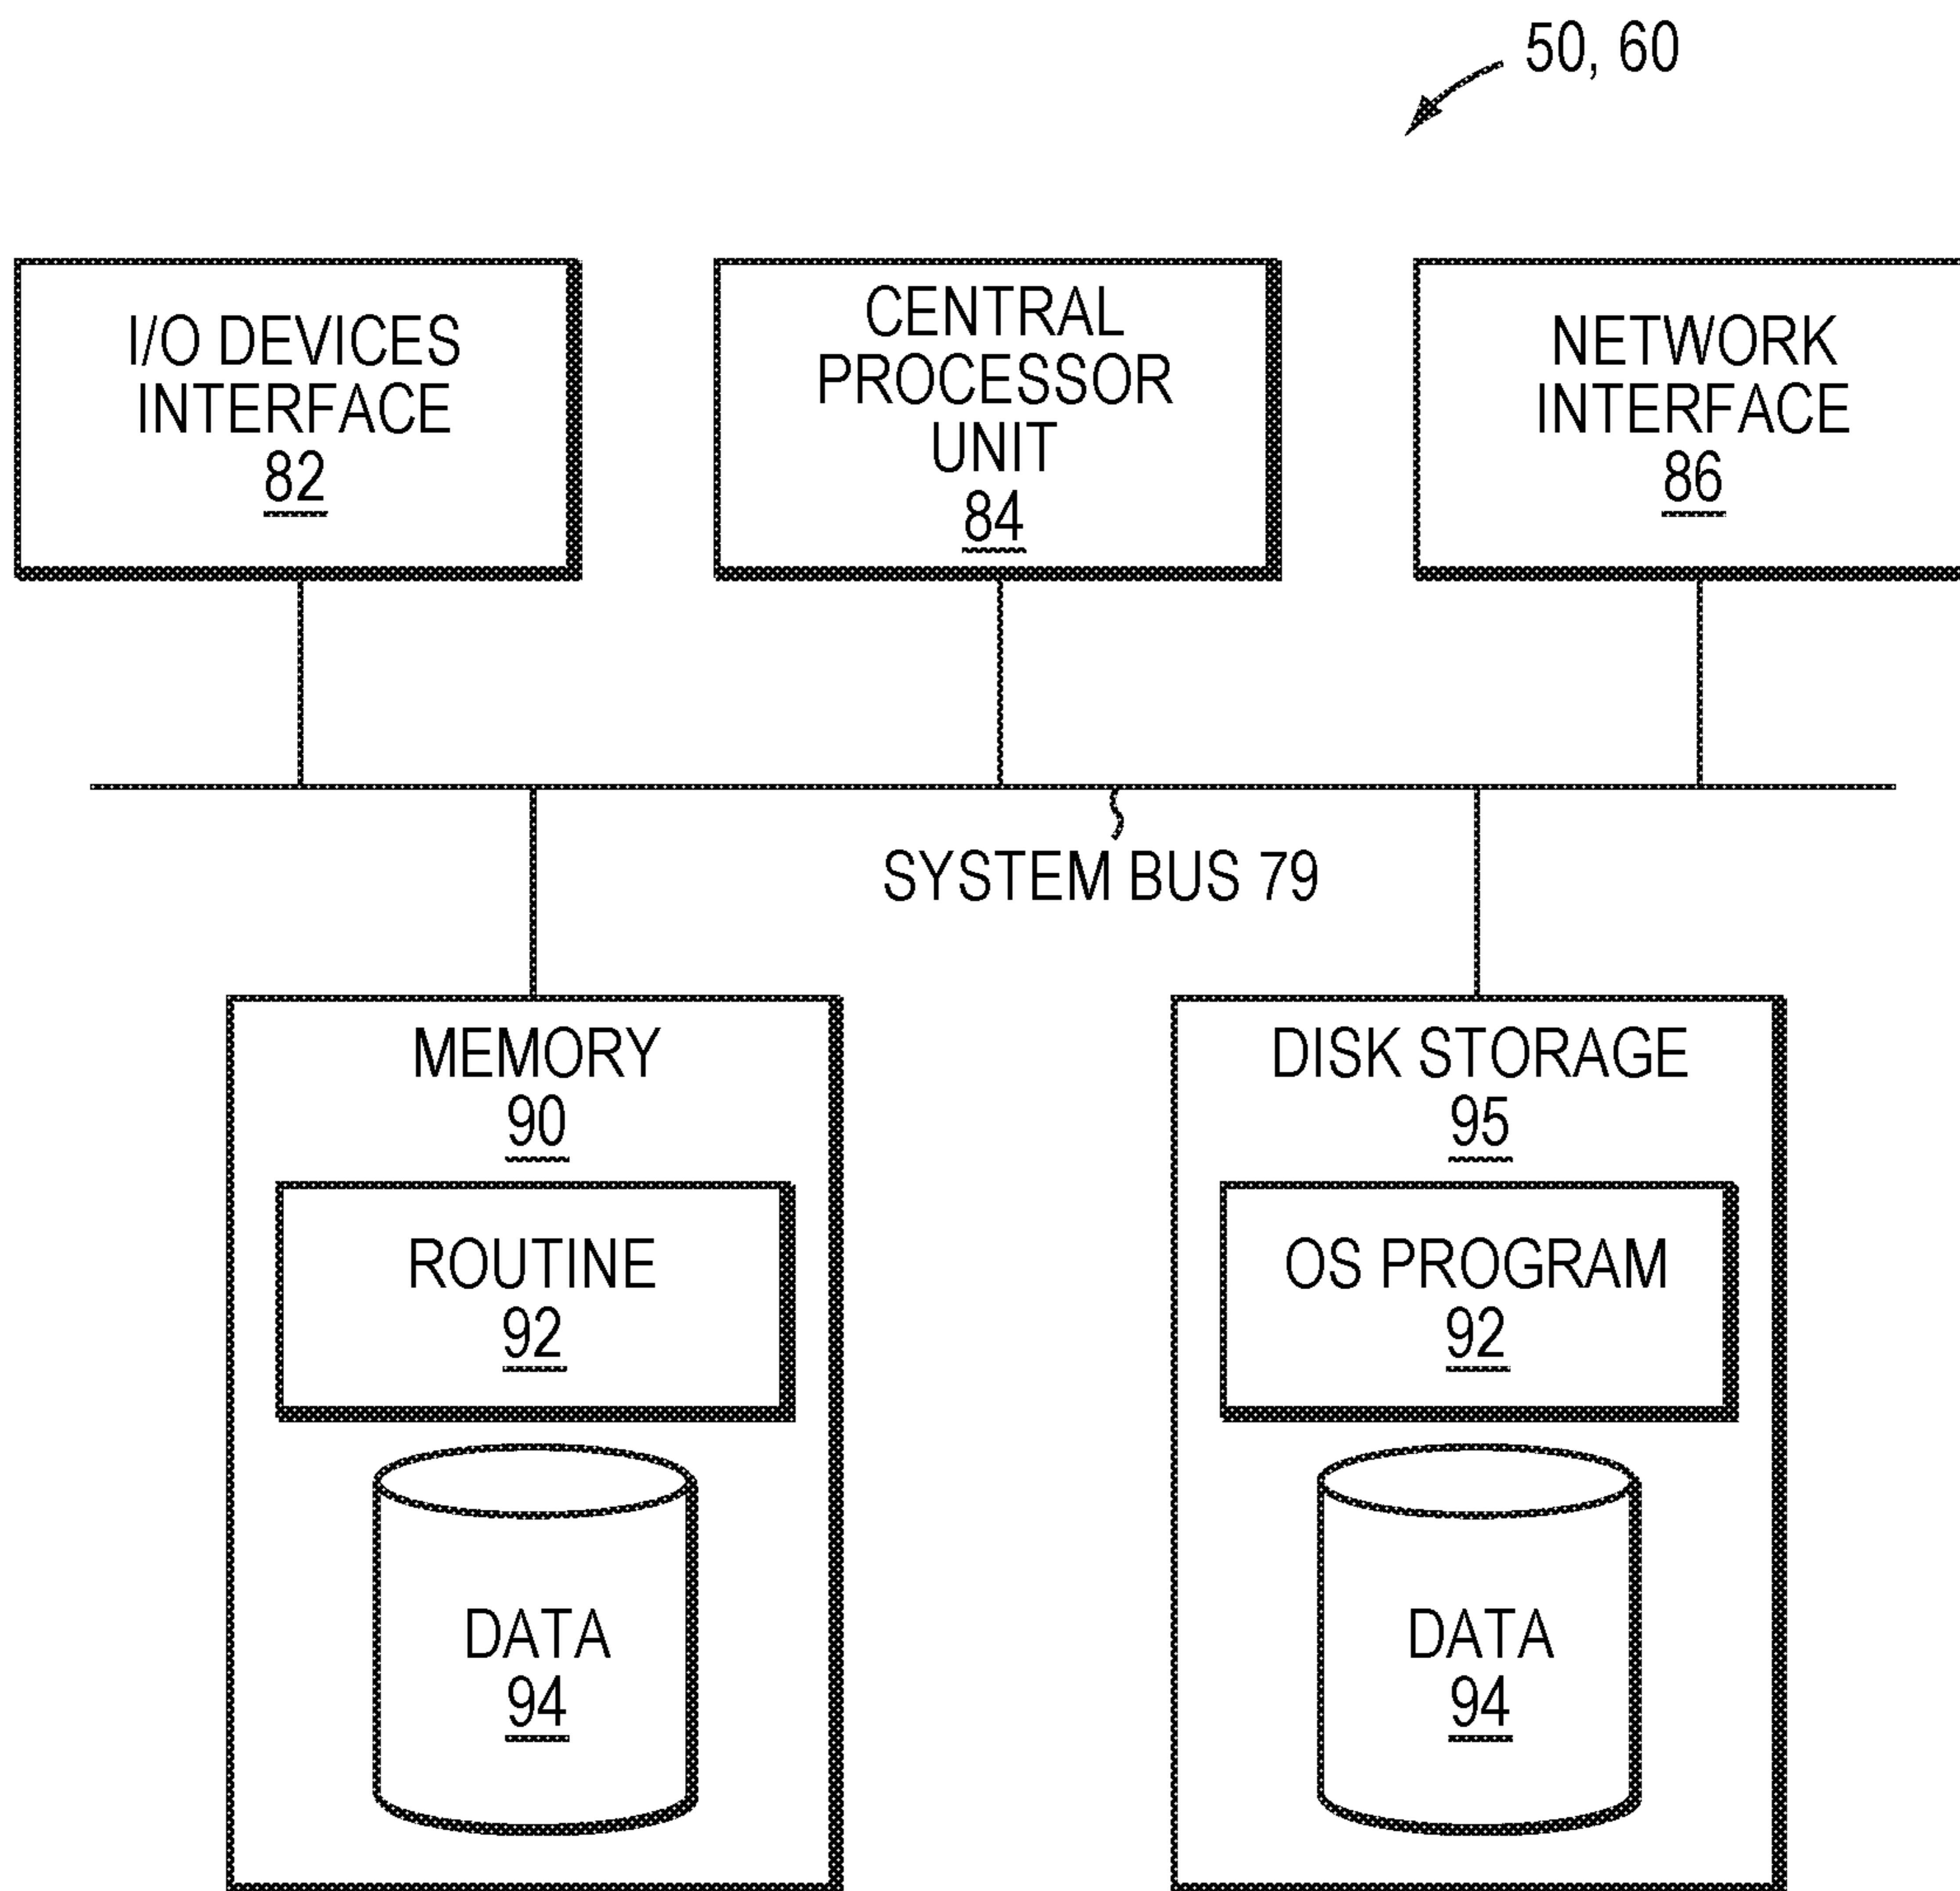 50, 60
I/O DEVICES
INTERFACE
82
CENTRAL
PROCESSOR
UNIT
84
NETWORK
INTERFACE
86
SYSTEM BUS 79
MEMORY
90
ROUTINE
92
DATA
94
DISK STORAGE
95
OS PROGRAM
92
DATA
94